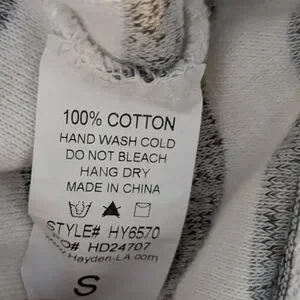 100% COTTON
HAND WASH COLD
DO NOT BLEACH
HANG DRY
MADE IN CHINA
STYLE# HY6570
HD24707
Hayden-LA.com
S